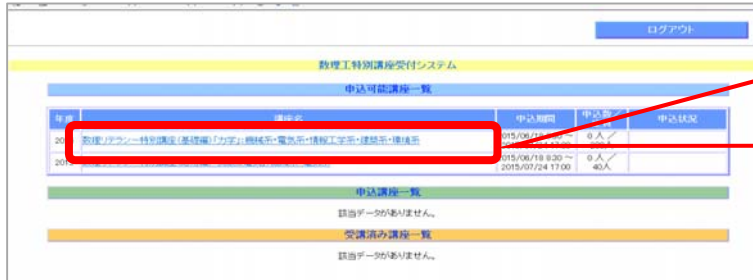 ログアウト
数理工特別講座受付システム
申込可能講座一覧
年度 講座名 申込期間 申込数／ 申込状況
数理リテラシー特別講座（基礎編）「力学」：機械系・電気系・情報工学系・建築系・環境系 0人／
2015/06/18 8:30～ 0人／
2015/07/24 17:00 40人
申込講座一覧
該当データがありません。
受講済み講座一覧
該当データがありません。